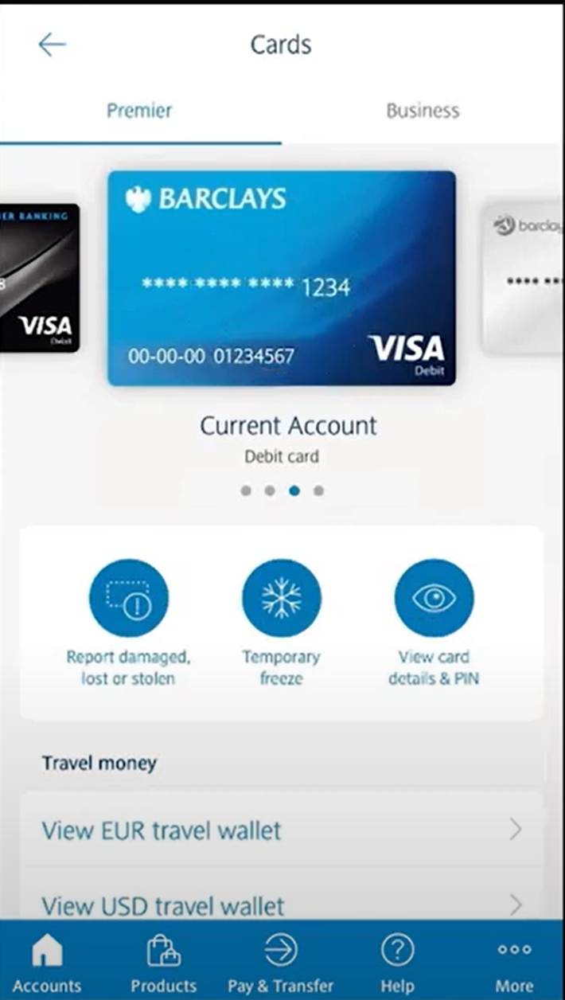 Cards
Premier
Business
BARCLAYS
**** **** **** 1234
00-00-00 01234567
VISA
Debit
BANKING
8
VISA
Debit
Current Account
Debit card
Report damaged,
lost or stolen
Temporary
freeze
View card
details & PIN
Travel money
View EUR travel wallet
View USD travel wallet
Accounts
Products
Pay & Transfer
Help
More